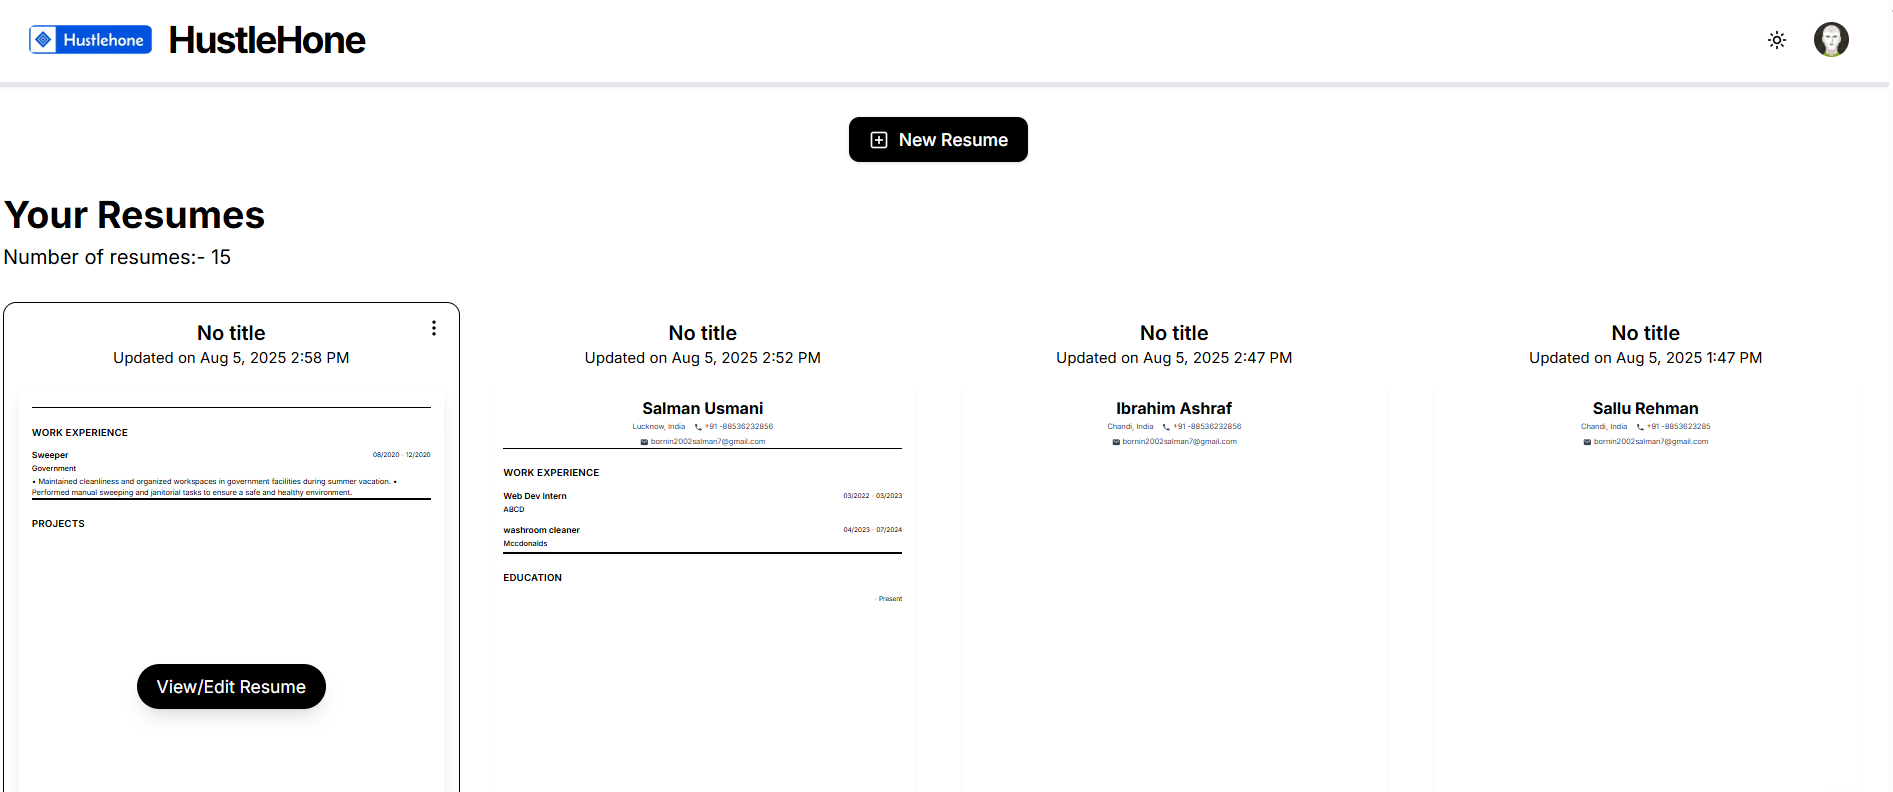 Hustlehone HustleHone
New Resume
Your Resumes
Number of resumes:- 15
No title
Updated on Aug 5, 2025 2:58 PM
WORK EXPERIENCE
Sweeper 08/2020 - 12/2020
Government
• Maintained cleanliness and organized workspaces in government facilities during summer vacation. •
Performed manual sweeping and janitorial tasks to ensure a safe and healthy environment.
PROJECTS
View/Edit Resume
No title
Updated on Aug 5, 2025 2:52 PM
Salman Usmani
Lucknow, India +91 -88536232856
bornin2002salman7@gmail.com
WORK EXPERIENCE
Web Dev Intern 03/2022 - 03/2023
ABCD
washroom cleaner 04/2023 - 07/2024
Mccdonalds
EDUCATION
- Present
No title
Updated on Aug 5, 2025 2:47 PM
Ibrahim Ashraf
Chandi, India +91 -88536232856
bornin2002salman7@gmail.com
No title
Updated on Aug 5, 2025 1:47 PM
Sallu Rehman
Chandi, India +91 -8853623285
bornin2002salman7@gmail.com